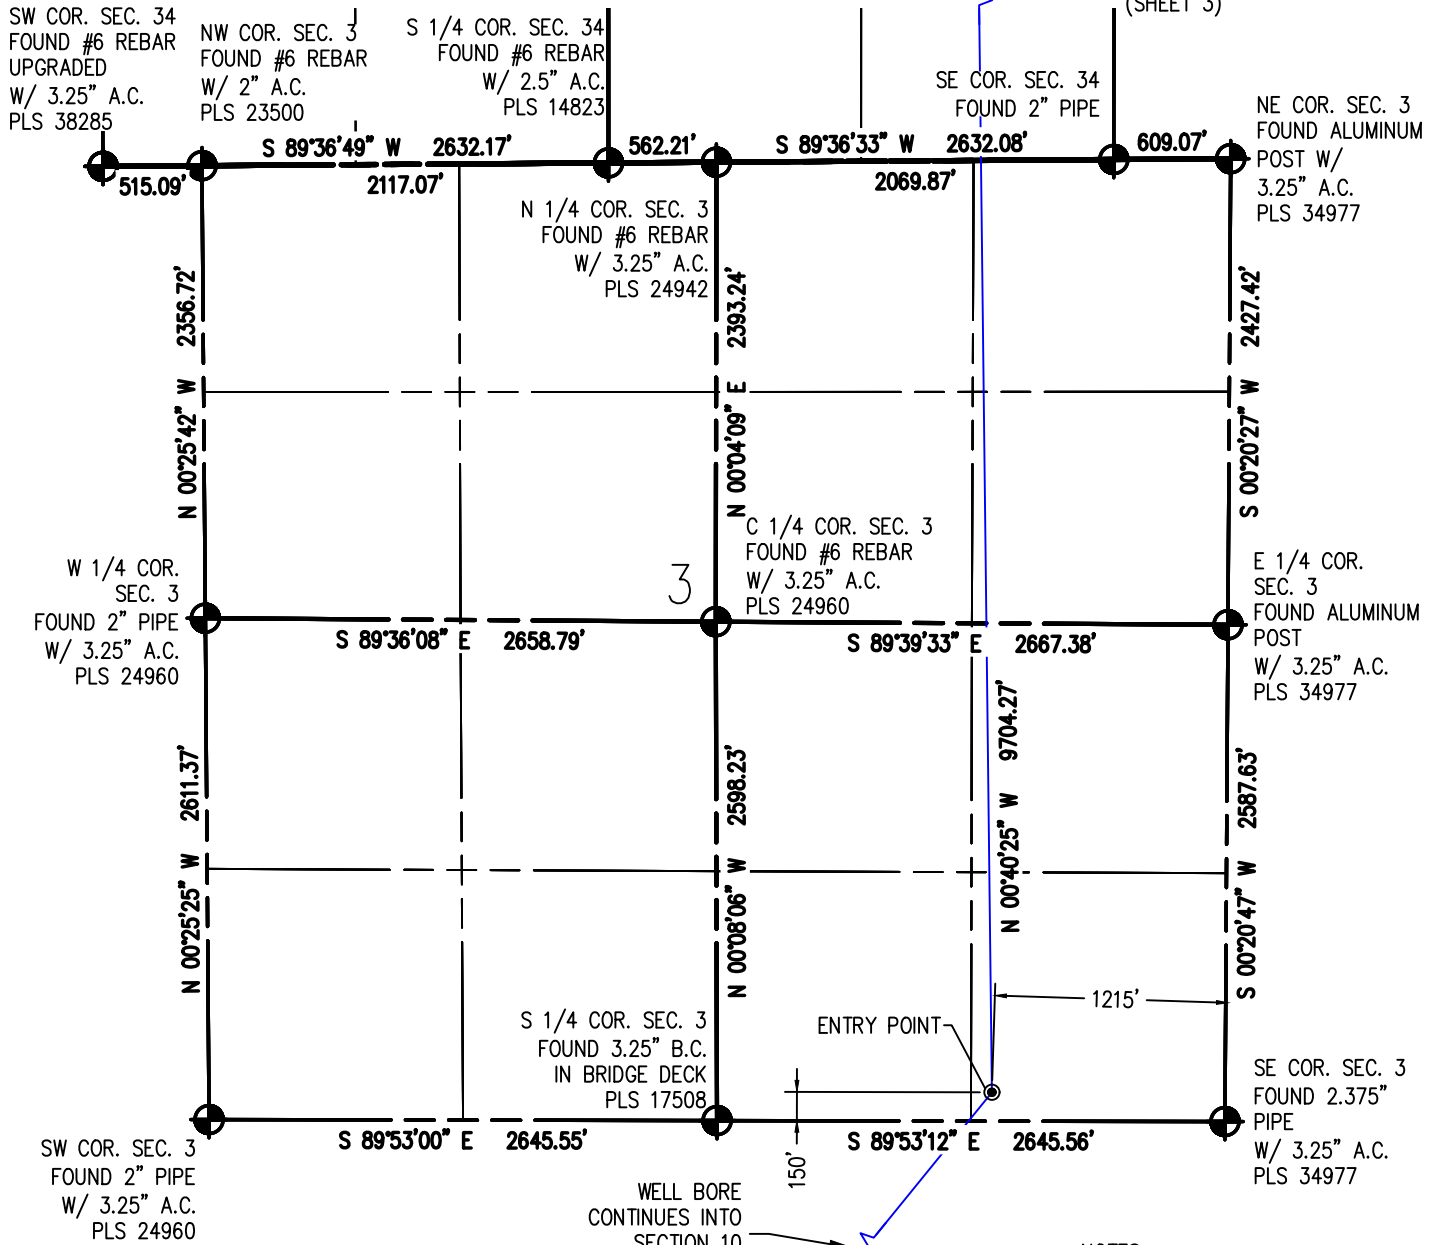 (SHEET 3)
SW COR. SEC. 34
FOUND #6 REBAR
UPGRADED
W/ 3.25" A.C.
PLS 38285
NW COR. SEC. 3
FOUND #6 REBAR
W/ 2" A.C.
PLS 23500
S 1/4 COR. SEC. 34
FOUND #6 REBAR
W/ 2.5" A.C.
PLS 14823
SE COR. SEC. 34
FOUND 2" PIPE
NE COR. SEC. 3
FOUND ALUMINUM
POST W/
3.25" A.C.
PLS 34977
S 89°36'49" W 2632.17'
562.21'
S 89°36'33" W 2632.08'
609.07'
515.09'
2117.07'
2069.87'
N 1/4 COR. SEC. 3
FOUND #6 REBAR
W/ 3.25" A.C.
PLS 24942
N 00°25'42" W 2356.72'
N 00°04'09" E 2393.24'
S 00°20'27" W 2427.42'
C 1/4 COR. SEC. 3
FOUND #6 REBAR
W/ 3.25" A.C.
PLS 24960
3
W 1/4 COR.
SEC. 3
FOUND 2" PIPE
W/ 3.25" A.C.
PLS 24960
E 1/4 COR.
SEC. 3
FOUND ALUMINUM
POST
W/ 3.25" A.C.
PLS 34977
S 89°36'08" E 2658.79'
S 89°39'33" E 2667.38'
N 00°25'25" W 2611.37'
N 00°08'06" W 2598.23'
N 00°40'25" W 9704.27'
S 00°20'47" W 2587.63'
1215'
ENTRY POINT
S 1/4 COR. SEC. 3
FOUND 3.25" B.C.
IN BRIDGE DECK
PLS 17508
SE COR. SEC. 3
FOUND 2.375"
PIPE
W/ 3.25" A.C.
PLS 34977
S 89°53'00" E 2645.55'
S 89°53'12" E 2645.56'
150'
SW COR. SEC. 3
FOUND 2" PIPE
W/ 3.25" A.C.
PLS 24960
WELL BORE
CONTINUES INTO
SECTION 10